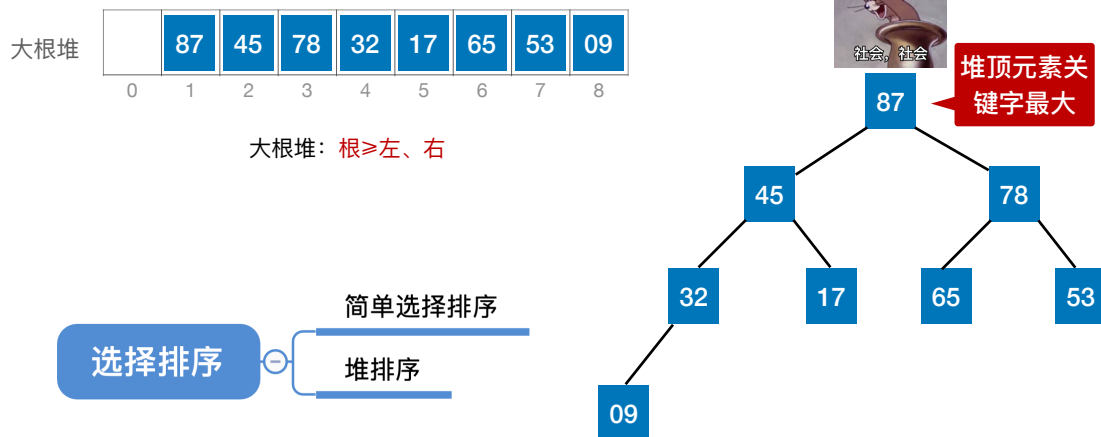 大根堆
87 45 78 32 17 65 53 09
0 1 2 3 4 5 6 7 8
大根堆：根≥左、右
社会，社会
堆顶元素关
键字最大
87
45 78
32 17 65 53
09
选择排序
简单选择排序
堆排序